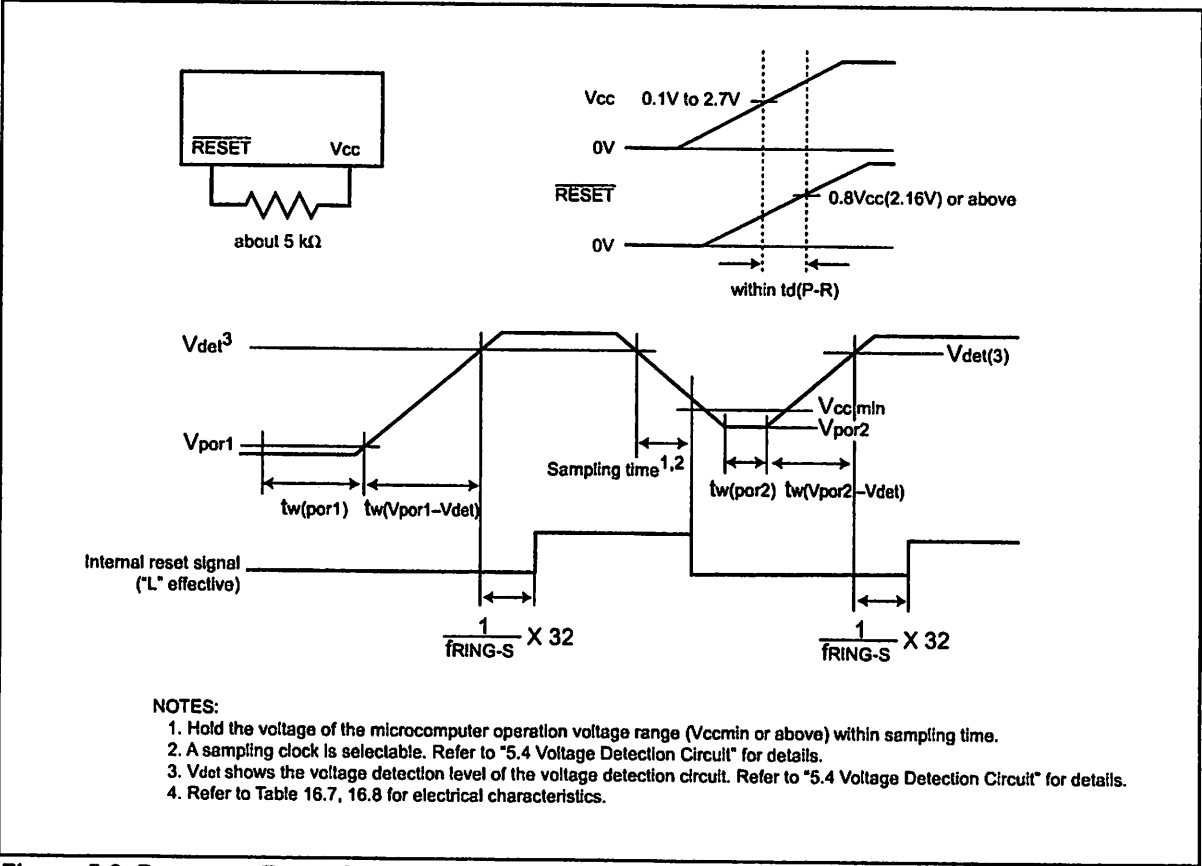 RESET Vcc
about 5 kΩ
Vcc 0.1V to 2.7V
0V
RESET
0.8Vcc(2.16V) or above
0V
within td(P-R)
Vdet3
Vdet(3)
Vccmin
Vpor1
Vpor2
Sampling time1,2
tw(por1) tw(Vpor1–Vdet)
tw(por2) tw(Vpor2–Vdet)
Internal reset signal
("L" effective)
1
fRING-S X 32
1
fRING-S X 32
NOTES:
1. Hold the voltage of the microcomputer operation voltage range (Vccmin or above) within sampling time.
2. A sampling clock is selectable. Refer to "5.4 Voltage Detection Circuit" for details.
3. Vdet shows the voltage detection level of the voltage detection circuit. Refer to "5.4 Voltage Detection Circuit" for details.
4. Refer to Table 16.7, 16.8 for electrical characteristics.